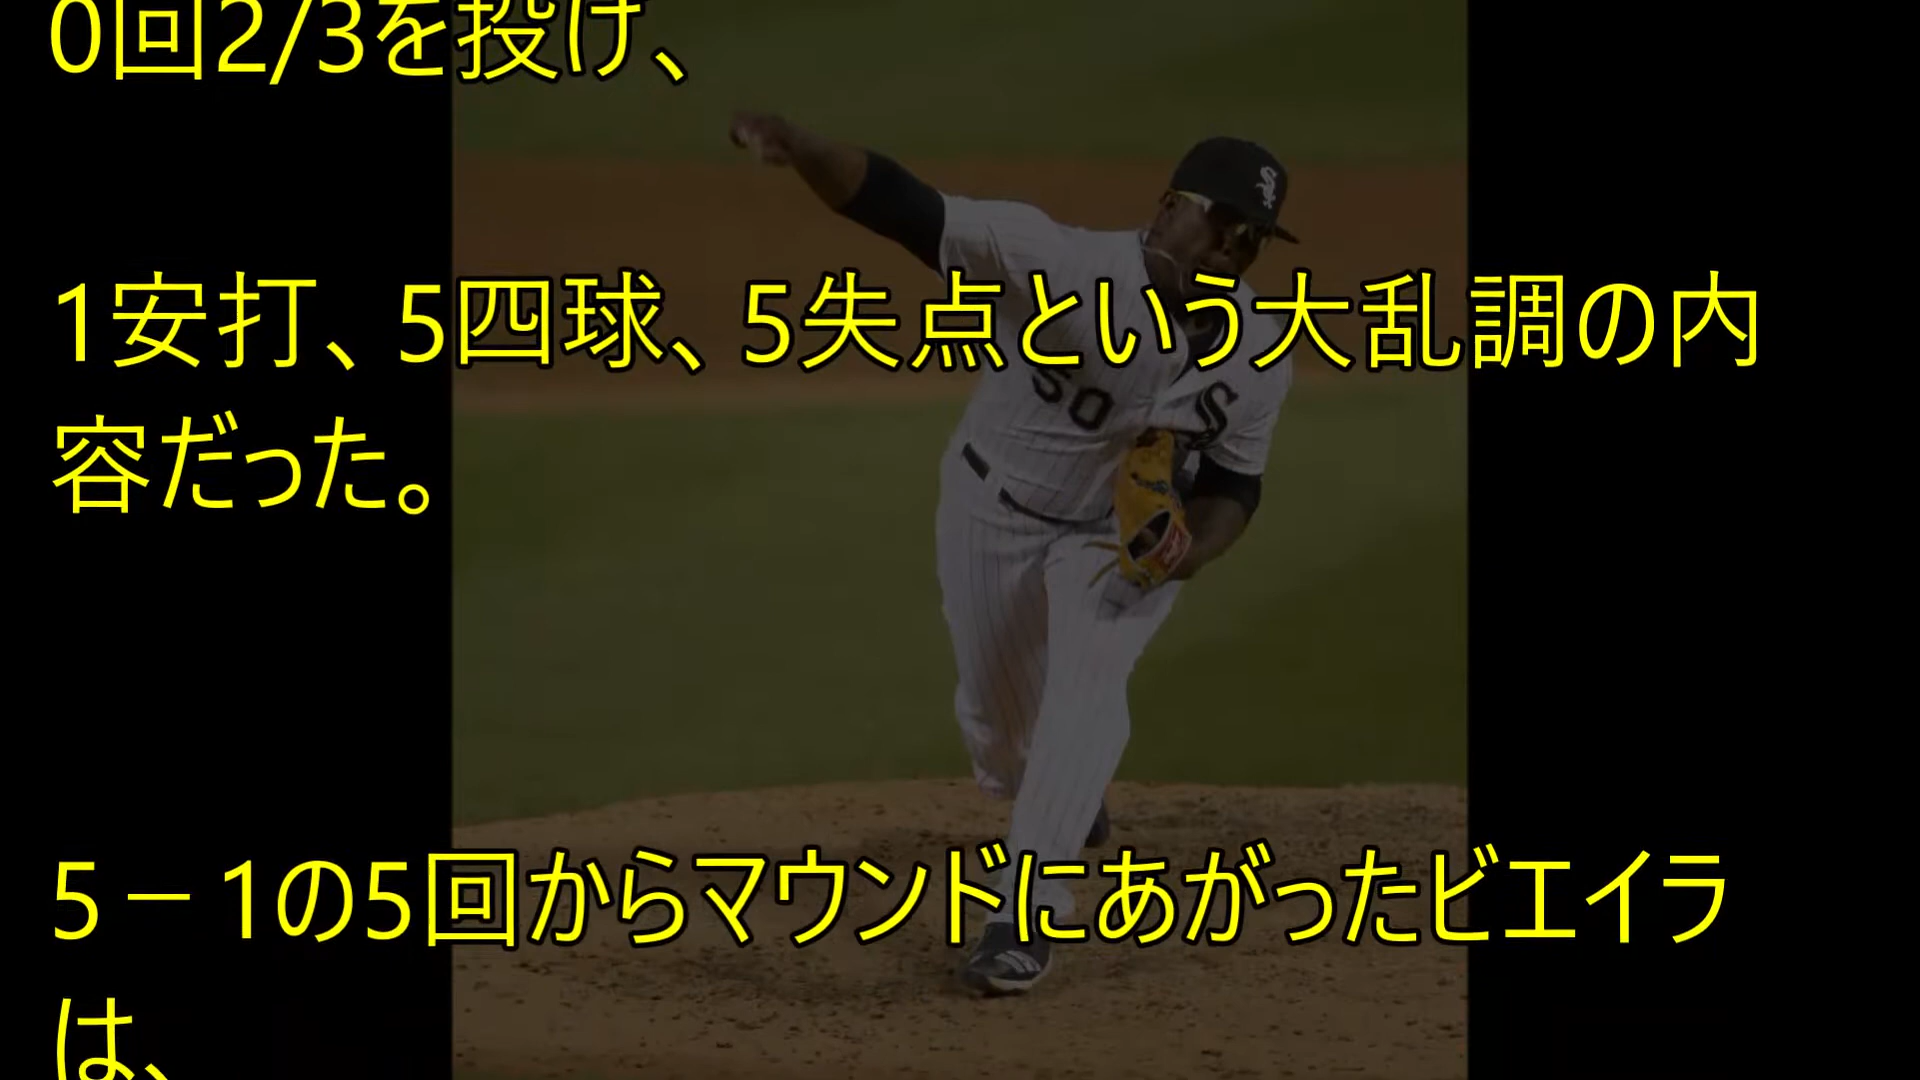 0回2/3を投げ、
1安打、5四球、5失点という大乱調の内
容だった。
5－1の5回からマウンドにあがったビエイラ
は、
50